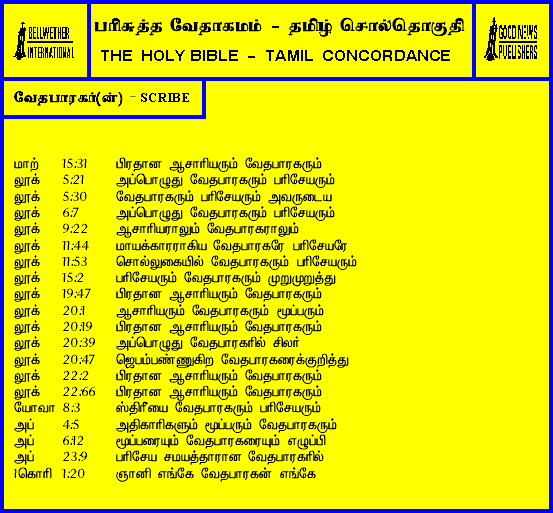 BELLWETHER
INTERNATIONAL
பரிசுத்த வேதாகமம் - தமிழ் சொல்தொகுதி
THE HOLY BIBLE - TAMIL CONCORDANCE
GOOD NEWS
PUBLISHERS
வேதபாரகர்(ன்) - SCRIBE
மாற் 15:31 பிரதான ஆசாரியரும் வேதபாரகரும்
லூக் 5:21 அப்பொழுது வேதபாரகரும் பரிசேயரும்
லூக் 5:30 வேதபாரகரும் பரிசேயரும் அவருடைய
லூக் 6:7 அப்பொழுது வேதபாரகரும் பரிசேயரும்
லூக் 9:22 ஆசாரியராலும் வேதபாரகராலும்
லூக் 11:44 மாயக்காரராகிய வேதபாரகரே பரிசேயரே
லூக் 11:53 சொல்லுகையில் வேதபாரகரும் பரிசேயரும்
லூக் 15:2 பரிசேயரும் வேதபாரகரும் முறுமுறுத்து
லூக் 19:47 பிரதான ஆசாரியரும் வேதபாரகரும்
லூக் 20:1 ஆசாரியரும் வேதபாரகரும் மூப்பரும்
லூக் 20:19 பிரதான ஆசாரியரும் வேதபாரகரும்
லூக் 20:39 அப்பொழுது வேதபாரகரில் சிலர்
லூக் 20:47 ஜெபம்பண்ணுகிற வேதபாரகரைக்குறித்து
லூக் 22:2 பிரதான ஆசாரியரும் வேதபாரகரும்
லூக் 22:66 பிரதான ஆசாரியரும் வேதபாரகரும்
யோவா 8:3 ஸ்திரீயை வேதபாரகரும் பரிசேயரும்
அப் 4:5 அதிகாரிகளும் மூப்பரும் வேதபாரகரும்
அப் 6:12 மூப்பரையும் வேதபாரகரையும் எழுப்பி
அப் 23:9 பரிசேய சமயத்தாரான வேதபாரகரில்
1கொரி 1:20 ஞானி எங்கே வேதபாரகன் எங்கே